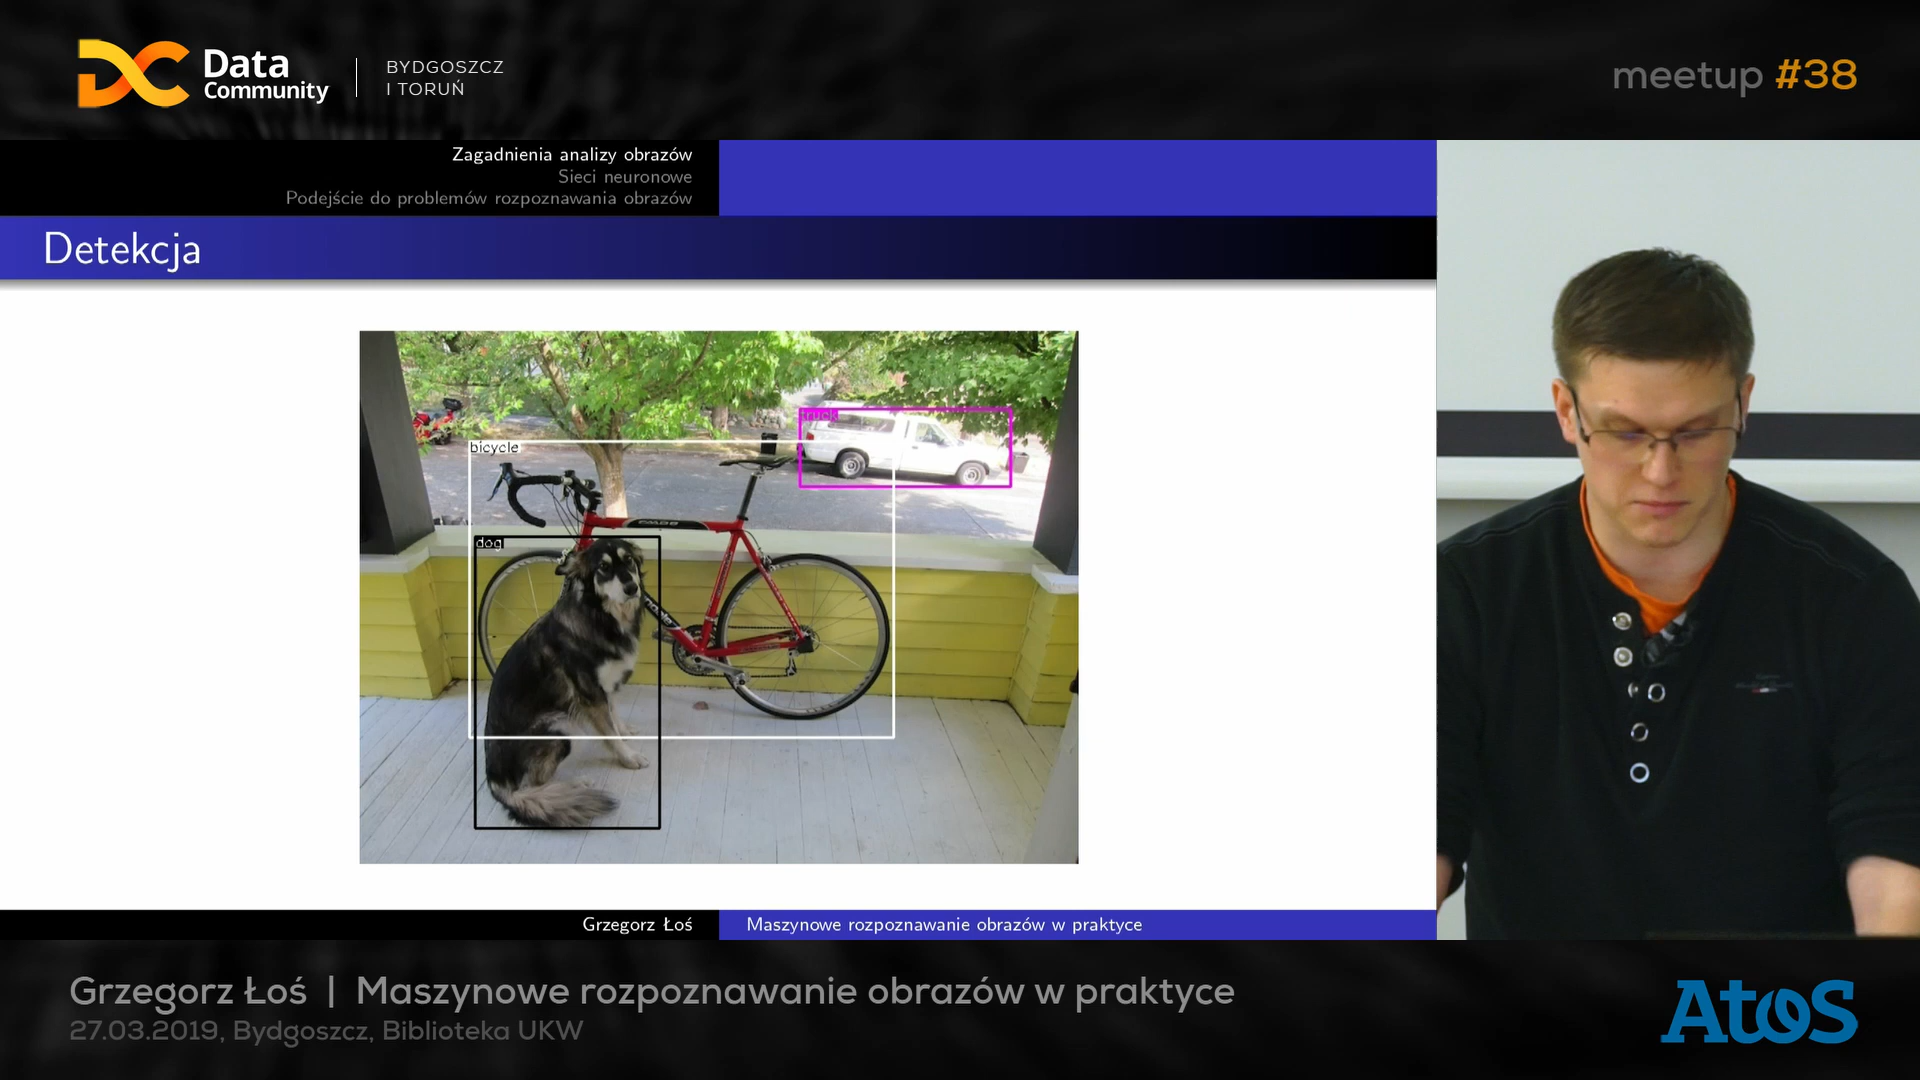 Data
Community
BYDGOSZCZ
I TORUŃ
meetup #38
Zagadnienia analizy obrazów
Sieci neuronowe
Podejście do problemów rozpoznawania obrazów
Detekcja
truck
bicycle
dog
Grzegorz Łoś
Maszynowe rozpoznawanie obrazów w praktyce
Grzegorz Łoś | Maszynowe rozpoznawanie obrazów w praktyce
27.03.2019, Bydgoszcz, Biblioteka UKW
Atos